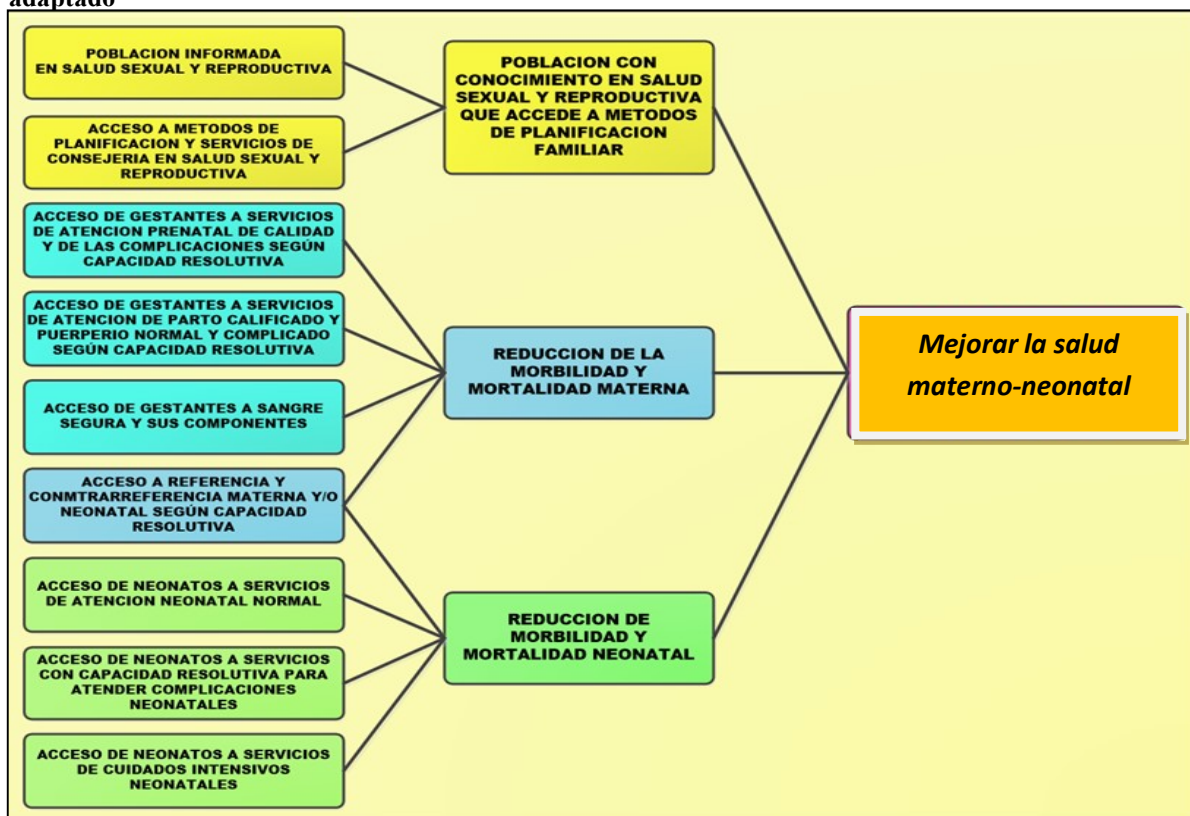 adaptado
POBLACION INFORMADA
EN SALUD SEXUAL Y REPRODUCTIVA
ACCESO A METODOS DE
PLANIFICACION Y SERVICIOS DE
CONSEJERIA EN SALUD SEXUAL Y
REPRODUCTIVA
ACCESO DE GESTANTES A SERVICIOS
DE ATENCION PRENATAL DE CALIDAD
Y DE LAS COMPLICACIONES SEGÚN
CAPACIDAD RESOLUTIVA
ACCESO DE GESTANTES A SERVICIOS
DE ATENCION DE PARTO CALIFICADO Y
PUERPERIO NORMAL Y COMPLICADO
SEGÚN CAPACIDAD RESOLUTIVA
ACCESO DE GESTANTES A SANGRE
SEGURA Y SUS COMPONENTES
ACCESO A REFERENCIA Y
CONMTRARREFERENCIA MATERNA Y/O
NEONATAL SEGÚN CAPACIDAD
RESOLUTIVA
ACCESO DE NEONATOS A SERVICIOS
DE ATENCION NEONATAL NORMAL
ACCESO DE NEONATOS A SERVICIOS
CON CAPACIDAD RESOLUTIVA PARA
ATENDER COMPLICACIONES
NEONATALES
ACCESO DE NEONATOS A SERVICIOS
DE CUIDADOS INTENSIVOS
NEONATALES
POBLACION CON
CONOCIMIENTO EN SALUD
SEXUAL Y REPRODUCTIVA
QUE ACCEDE A METODOS
DE PLANIFICACION
FAMILIAR
REDUCCION DE LA
MORBILIDAD Y
MORTALIDAD MATERNA
REDUCCION DE
MORBILIDAD Y
MORTALIDAD NEONATAL
Mejorar la salud
materno-neonatal